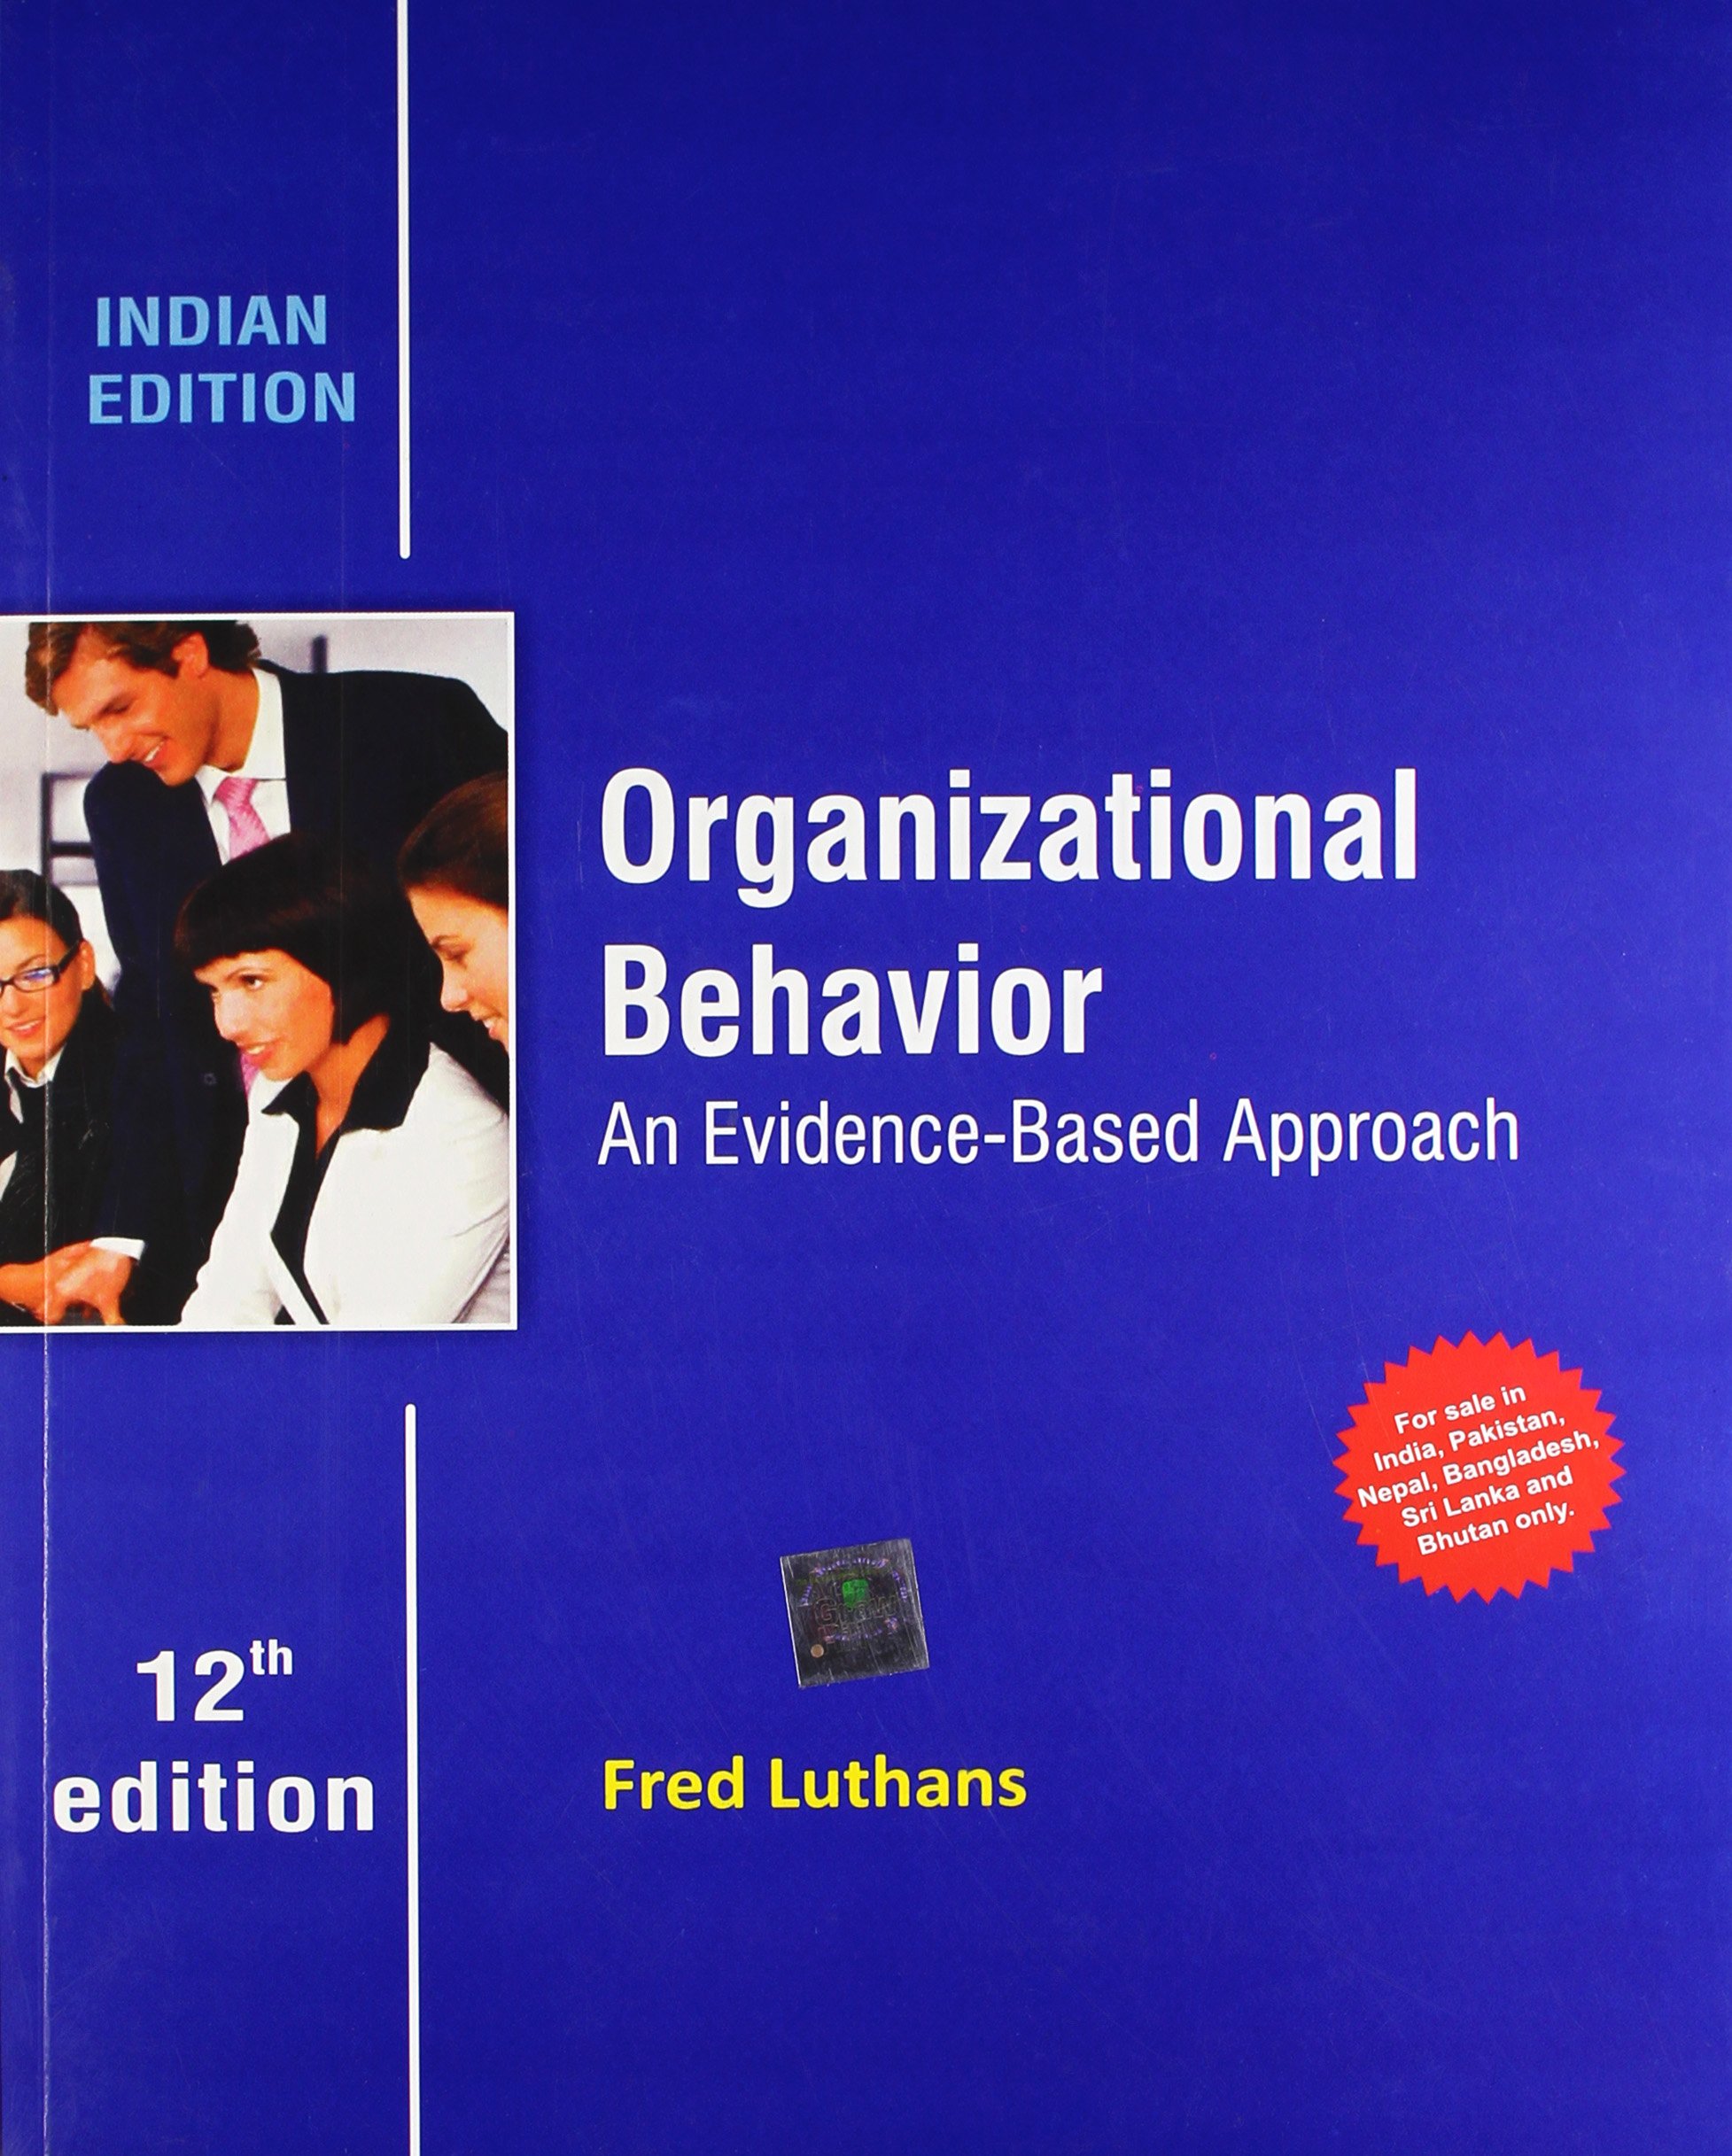 INDIAN
EDITION
Organizational
Behavior
An Evidence-Based Approach
For sale in
India, Pakistan,
Nepal, Bangladesh,
Sri Lanka and
Bhutan only.
Graw
12th
edition
Fred Luthans